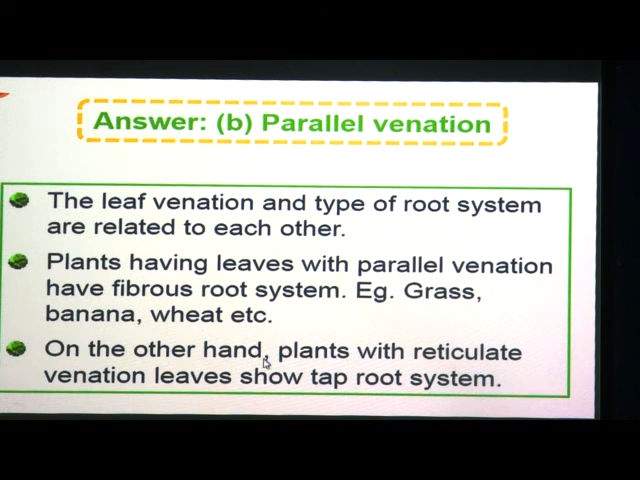 Answer: (b) Parallel venation
The leaf venation and type of root system
are related to each other.
Plants having leaves with parallel venation
have fibrous root system. Eg. Grass,
banana, wheat etc.
On the other hand, plants with reticulate
venation leaves show tap root system.